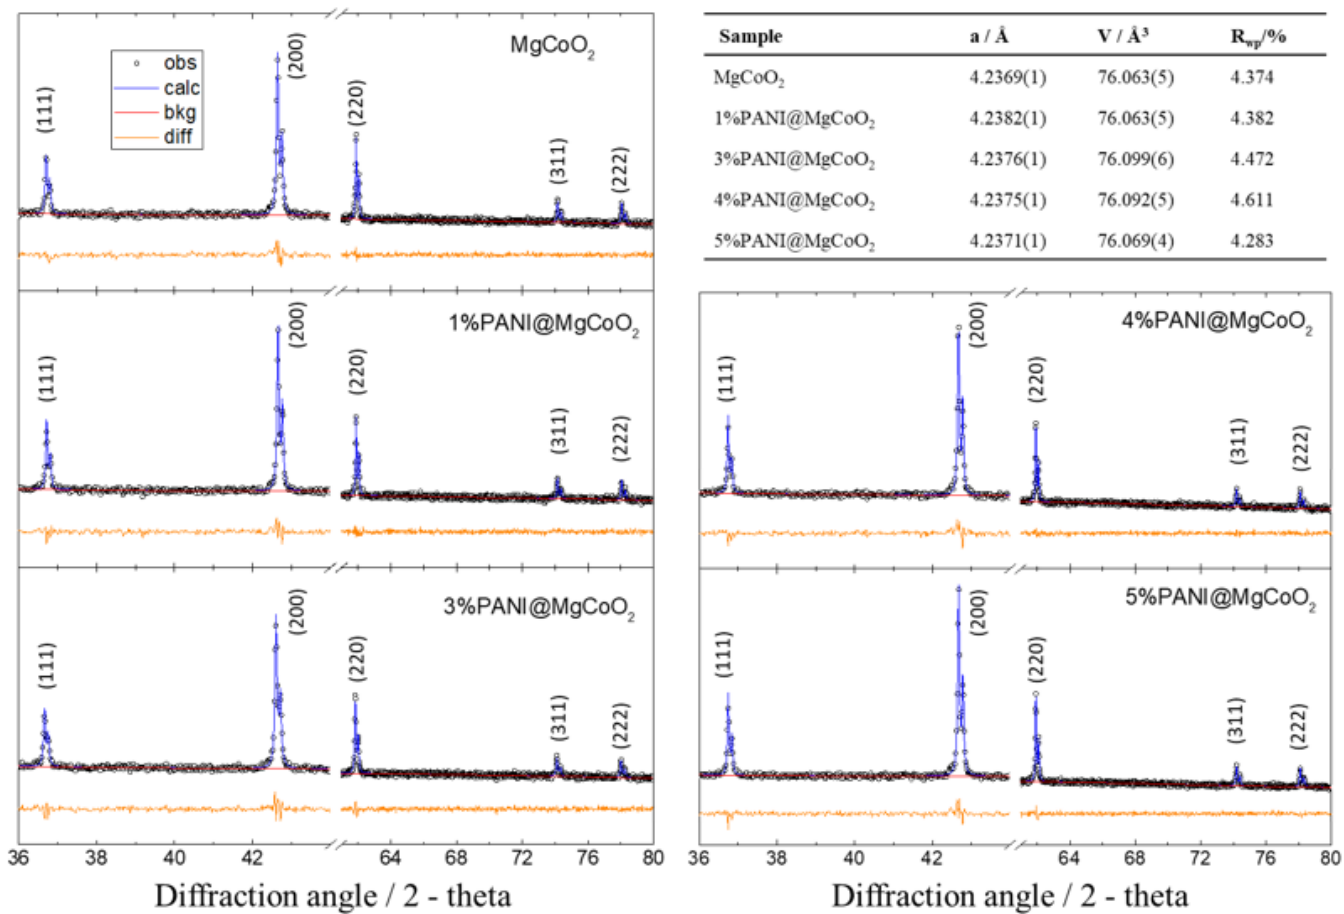 MgCoO₂
obs
calc
bkg
diff
(111)
(200)
(220)
(311)
(222)
1%PANI@MgCoO₂
(111)
(200)
(220)
(311)
(222)
3%PANI@MgCoO₂
(111)
(200)
(220)
(311)
(222)
36 38 40 42 64 68 72 76 80
Diffraction angle / 2 - theta
Sample a / Å V / Å³ Rwp/%
MgCoO₂ 4.2369(1) 76.063(5) 4.374
1%PANI@MgCoO₂ 4.2382(1) 76.063(5) 4.382
3%PANI@MgCoO₂ 4.2376(1) 76.099(6) 4.472
4%PANI@MgCoO₂ 4.2375(1) 76.092(5) 4.611
5%PANI@MgCoO₂ 4.2371(1) 76.069(4) 4.283
4%PANI@MgCoO₂
(111)
(200)
(220)
(311)
(222)
5%PANI@MgCoO₂
(111)
(200)
(220)
(311)
(222)
36 38 40 42 64 68 72 76 80
Diffraction angle / 2 - theta